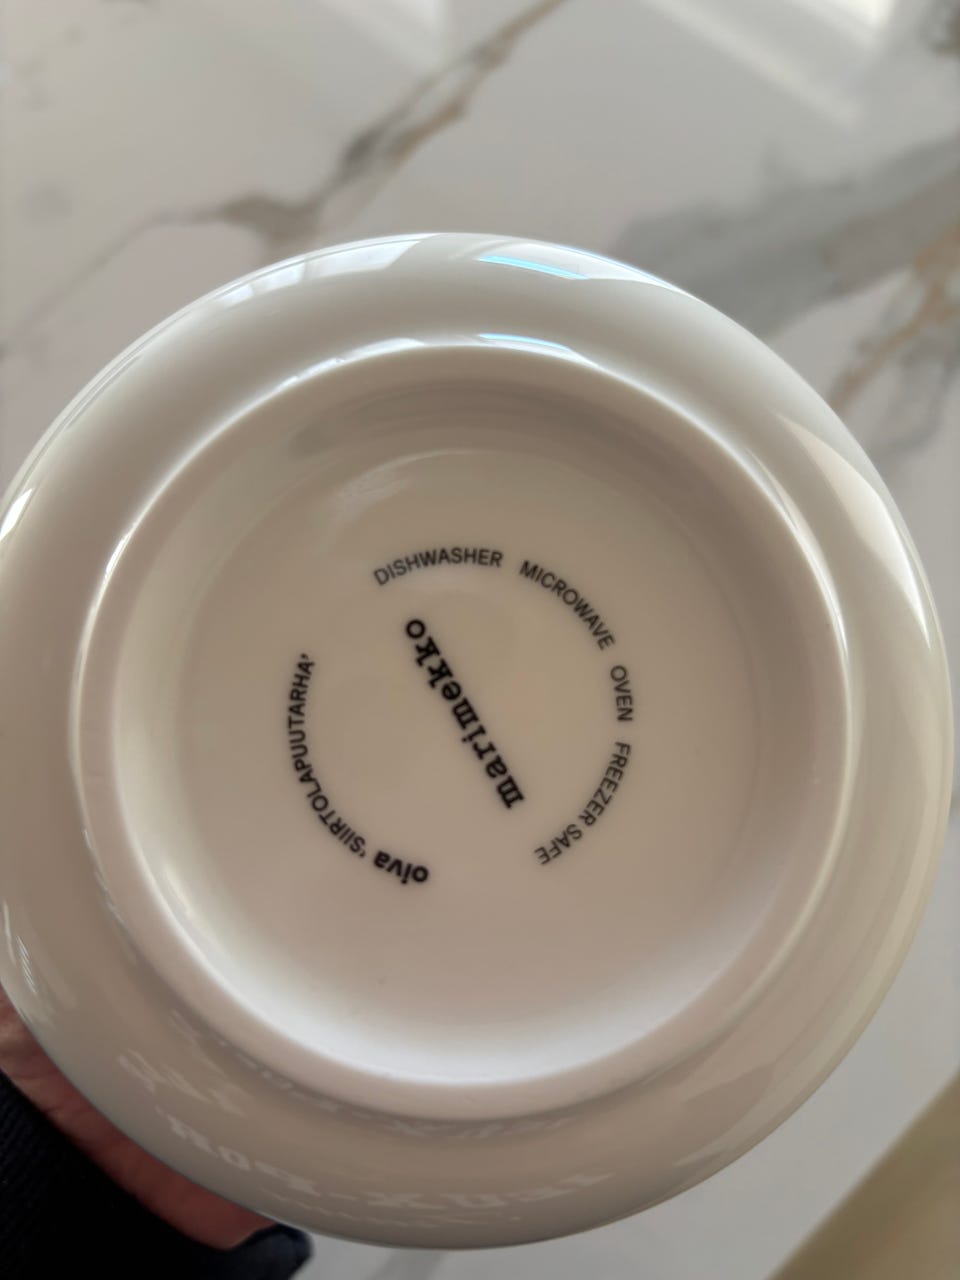 oiva 'SIIRTOLAPUUTARHA'
DISHWASHER MICROWAVE OVEN FREEZER SAFE
marimekko